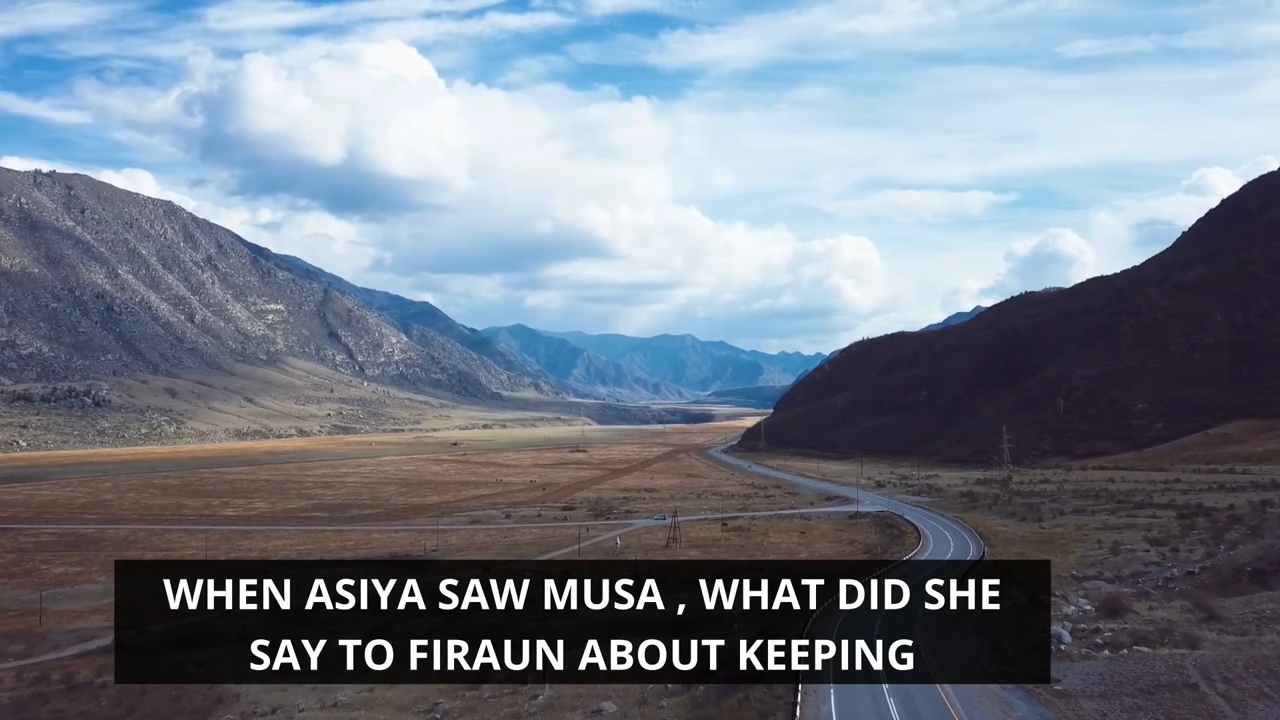 WHEN ASIYA SAW MUSA , WHAT DID SHE
SAY TO FIRAUN ABOUT KEEPING